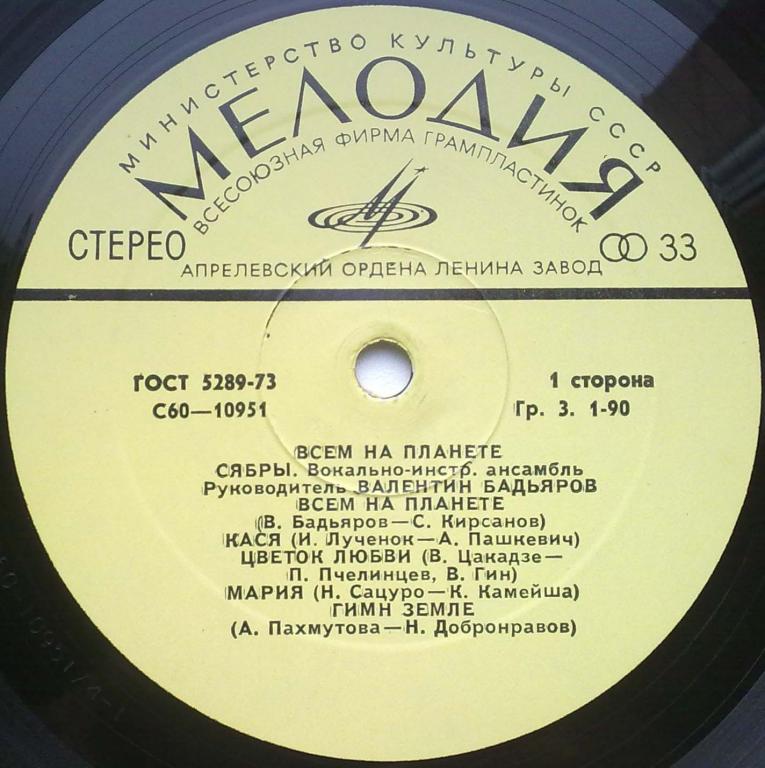 МИНИСТЕРСТВО КУЛЬТУРЫ СССР
МЕЛОДИЯ
ВСЕСОЮЗНАЯ ФИРМА ГРАМПЛАСТИНОК
СТЕРЕО 33
АПРЕЛЕВСКИЙ ОРДЕНА ЛЕНИНА ЗАВОД
ГОСТ 5289-73 1 сторона
С60—10951 Гр. 3. 1-90
ВСЕМ НА ПЛАНЕТЕ
СЯБРЫ. Вокально-инстр. ансамбль
Руководитель ВАЛЕНТИН БАДЬЯРОВ
ВСЕМ НА ПЛАНЕТЕ
(В. Бадьяров—С. Кирсанов)
КАСЯ (И. Лученок—А. Пашкевич)
ЦВЕТОК ЛЮБВИ (В. Цакадзе—
П. Пчелинцев, В. Гин)
МАРИЯ (Н. Сацуро—К. Камейша)
ГИМН ЗЕМЛЕ
(А. Пахмутова—Н. Добронравов)